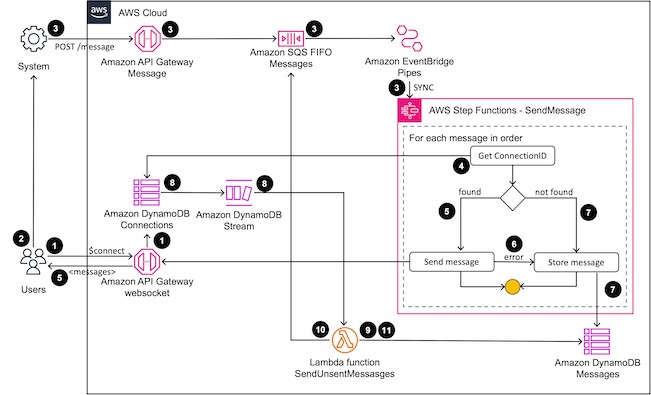 aws
AWS Cloud
3
POST /message
3
3
System
Amazon API Gateway
Message
Amazon SQS FIFO
Messages
Amazon EventBridge
Pipes
3
SYNC
AWS Step Functions - SendMessage
For each message in order
Get ConnectionID
4
found
not found
8
8
5
7
Amazon DynamoDB
Connections
Amazon DynamoDB
Stream
2
1
$connect
1
6
error
Send message
Store message
5
<messages>
Users
Amazon API Gateway
websocket
7
10
9
11
Lambda function
SendUnsentMessages
Amazon DynamoDB
Messages